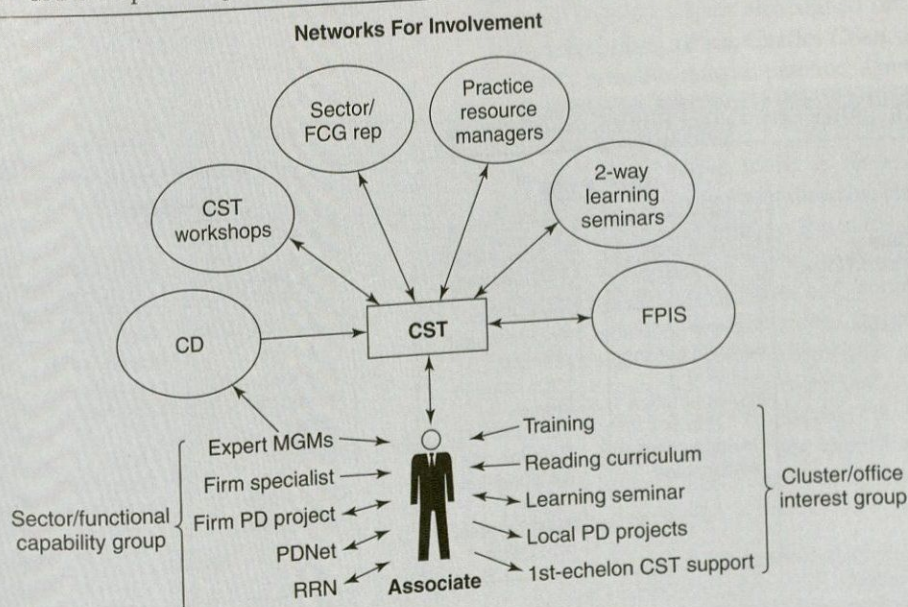 Networks For Involvement
Sector/
FCG rep
Practice
resource
managers
2-way
learning
seminars
CST
workshops
CD
CST
FPIS
Expert MGMs
Firm specialist
Firm PD project
PDNet
RRN
Sector/functional
capability group
Associate
Training
Reading curriculum
Learning seminar
Local PD projects
1st-echelon CST support
Cluster/office
interest group